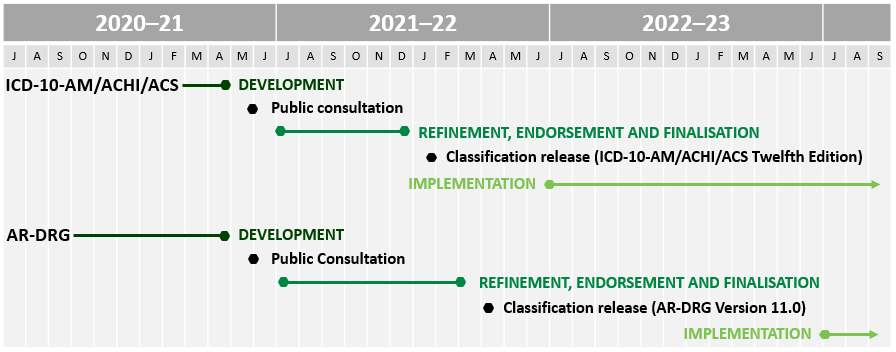 2020–21 2021–22 2022–23
J A S O N D J F M A M J J A S O N D J F M A M J J A S O N D J F M A M J J A S
ICD-10-AM/ACHI/ACS DEVELOPMENT
Public consultation
REFINEMENT, ENDORSEMENT AND FINALISATION
Classification release (ICD-10-AM/ACHI/ACS Twelfth Edition)
IMPLEMENTATION
AR-DRG DEVELOPMENT
Public Consultation
REFINEMENT, ENDORSEMENT AND FINALISATION
Classification release (AR-DRG Version 11.0)
IMPLEMENTATION